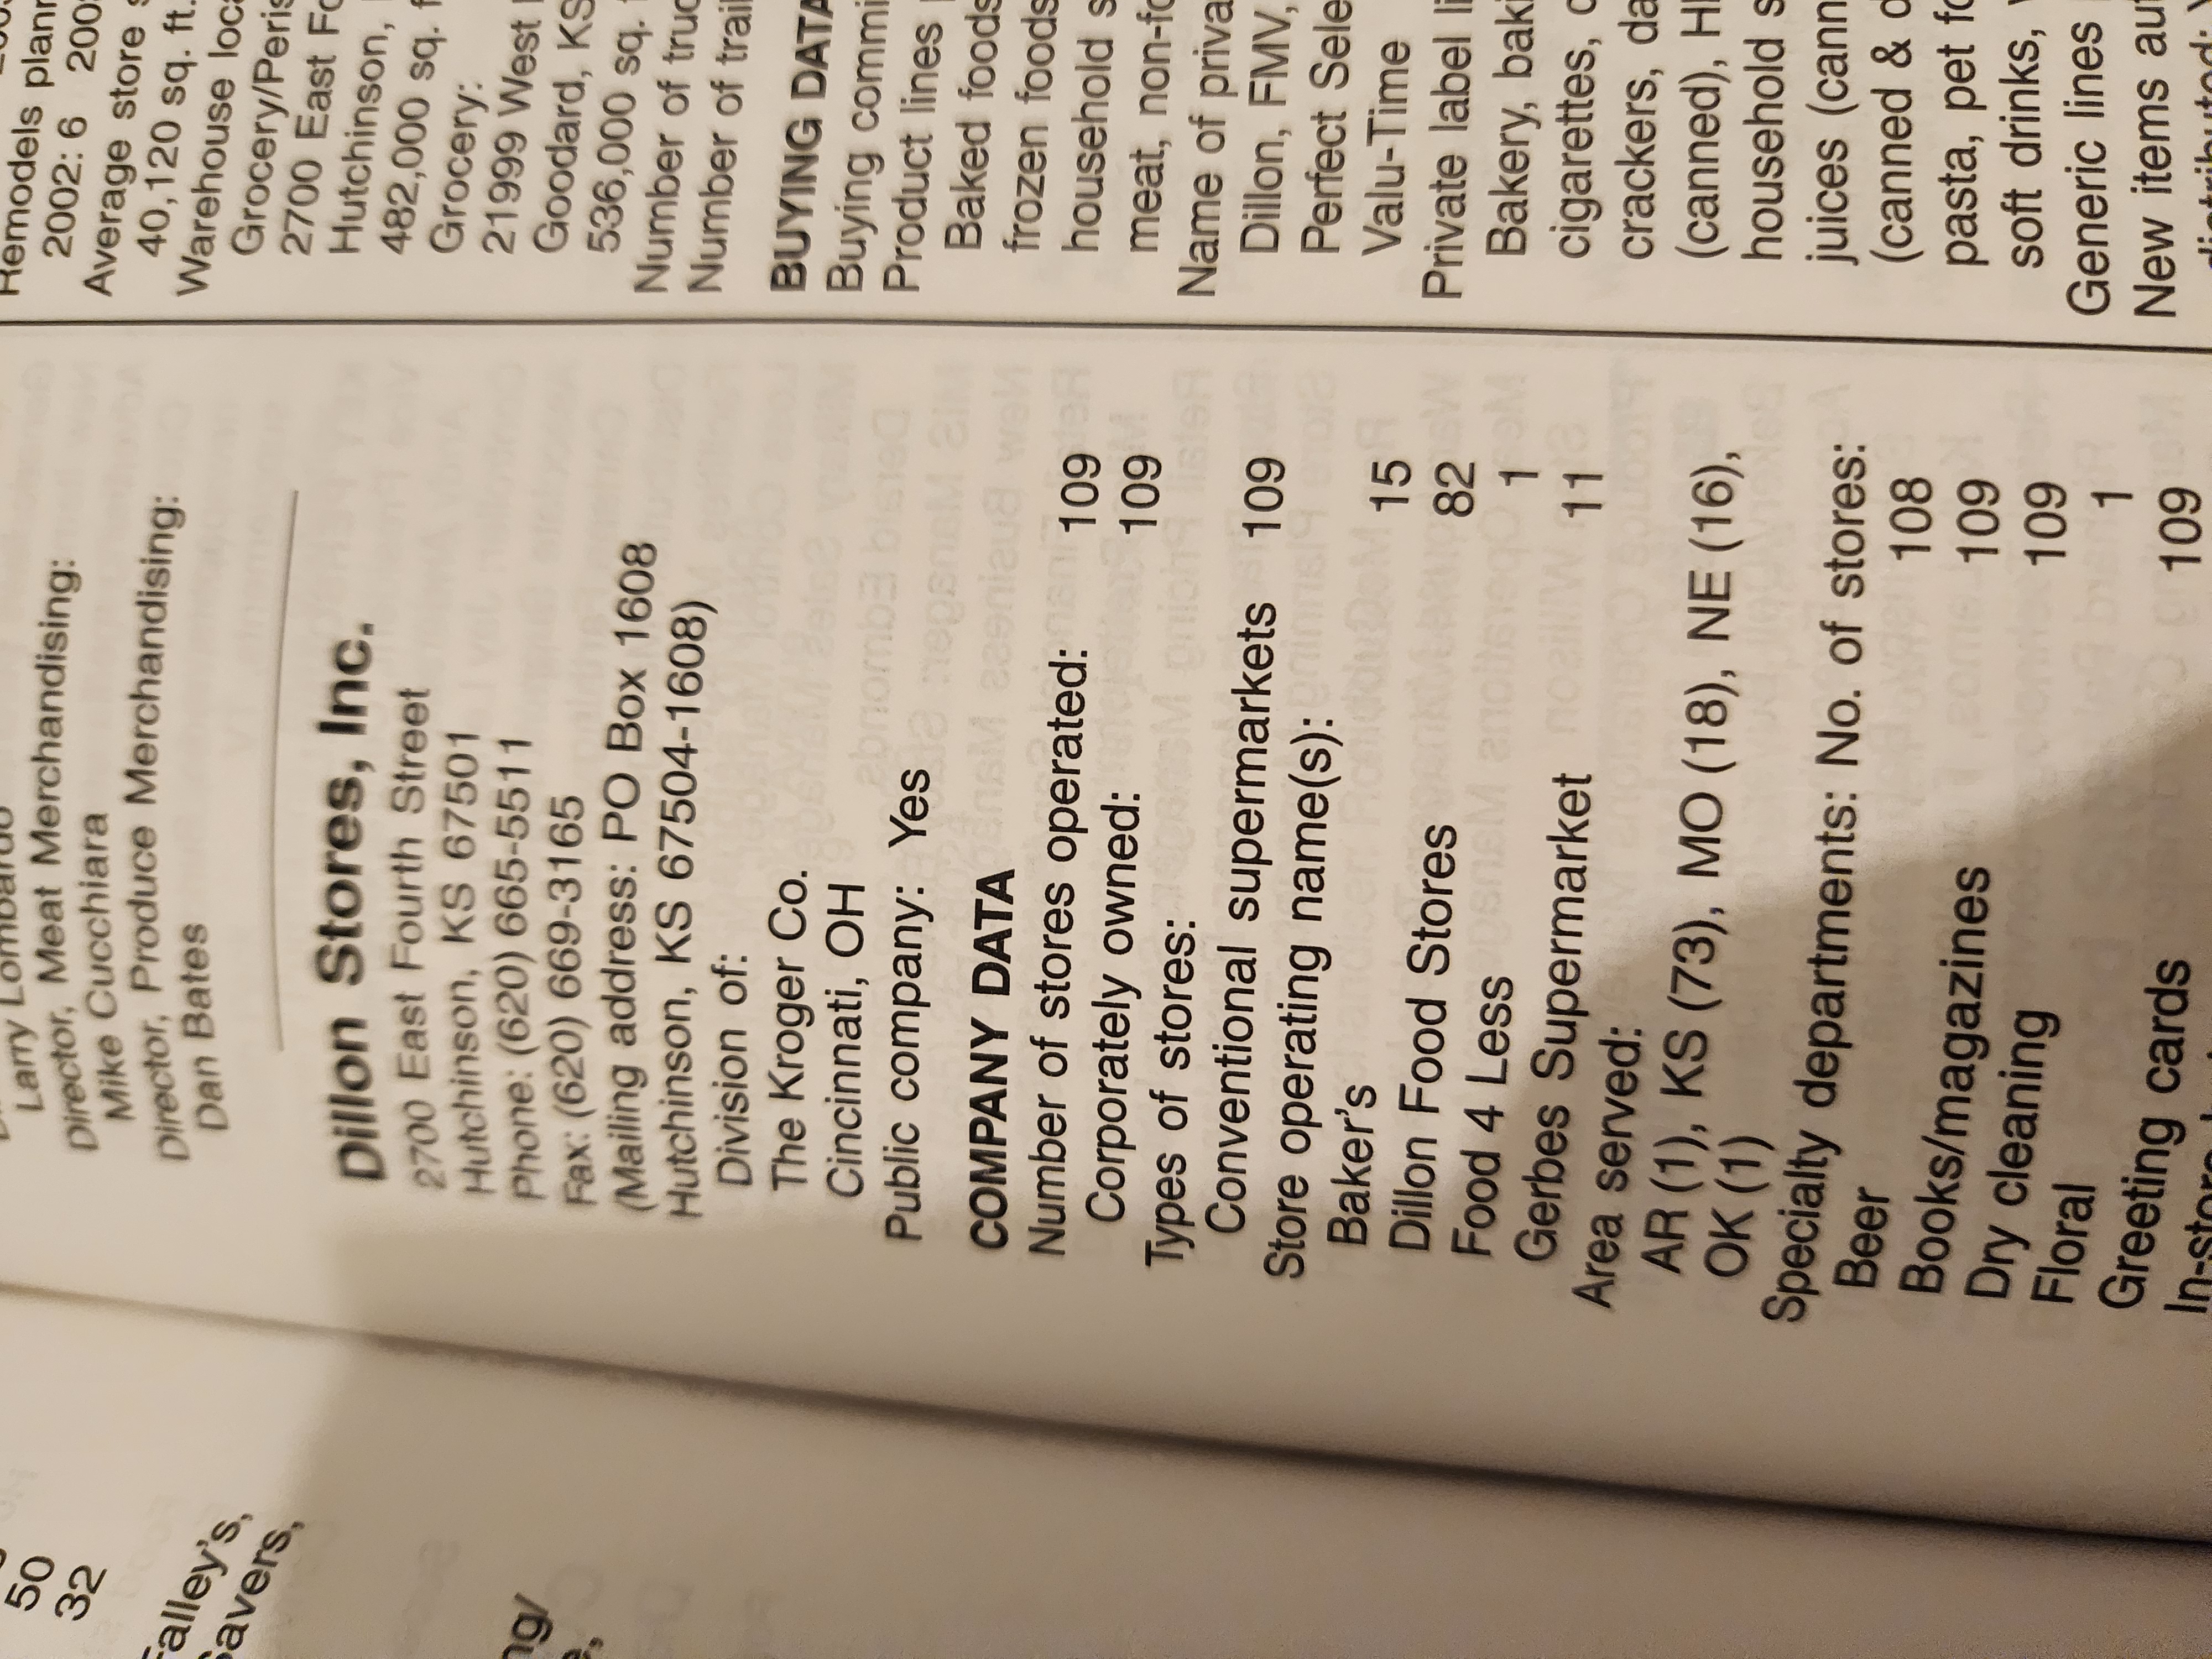 50
32
alley's,
avers,
ng/
Larry Lombardo
Director, Meat Merchandising:
Mike Cucchiara
Director, Produce Merchandising:
Dan Bates
Dillon Stores, Inc.
2700 East Fourth Street
Hutchinson, KS 67501
Phone: (620) 665-5511
Fax: (620) 669-3165
(Mailing address: PO Box 1608
Hutchinson, KS 67504-1608)
Division of:
The Kroger Co.
Cincinnati, OH
Public company: Yes
COMPANY DATA
Number of stores operated: 109
Corporately owned: 109
Types of stores:
Conventional supermarkets 109
Store operating name(s):
Baker's 15
Dillon Food Stores 82
Food 4 Less 1
Gerbes Supermarket 11
Area served:
AR (1), KS (73), MO (18), NE (16),
OK (1)
Specialty departments: No. of stores:
Beer 108
Books/magazines 109
Dry cleaning 109
Floral 1
Greeting cards 109
Remodels plann
2002: 6 200
Average store s
40,120 sq. ft.
Warehouse loca
Grocery/Peris
2700 East Fo
Hutchinson,
482,000 sq. f
Grocery:
21999 West
Goodard, KS
536,000 sq.
Number of truc
Number of trail
BUYING DATA
Buying commi
Product lines
Baked foods
frozen foods
household s
meat, non-fo
Name of priva
Dillon, FMV,
Perfect Sele
Valu-Time
Private label li
Bakery, baki
cigarettes, c
crackers, da
(canned), H
household s
juices (cann
(canned & d
pasta, pet fo
soft drinks,
Generic lines
New items aut